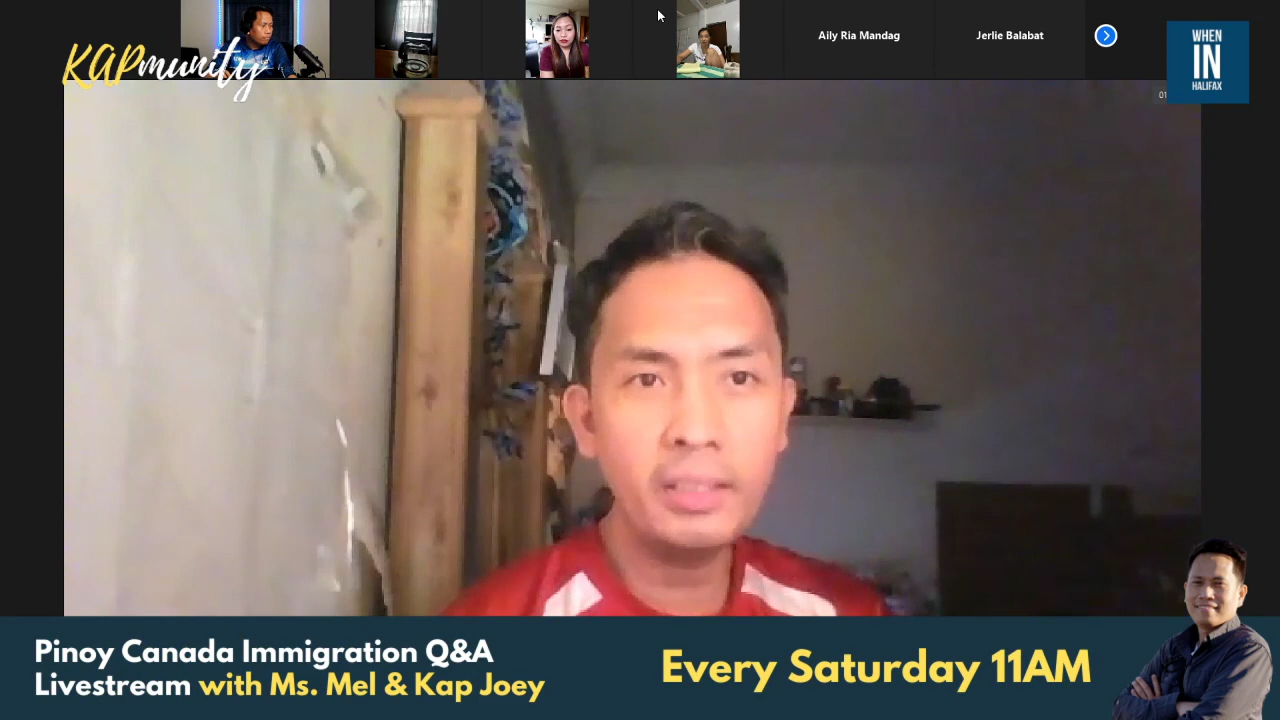 Aily Ria Mandag
Jerlie Balabat
KAPmunity
WHEN
IN
HALIFAX
01
Pinoy Canada Immigration Q&A
Livestream with Ms. Mel & Kap Joey
Every Saturday 11AM